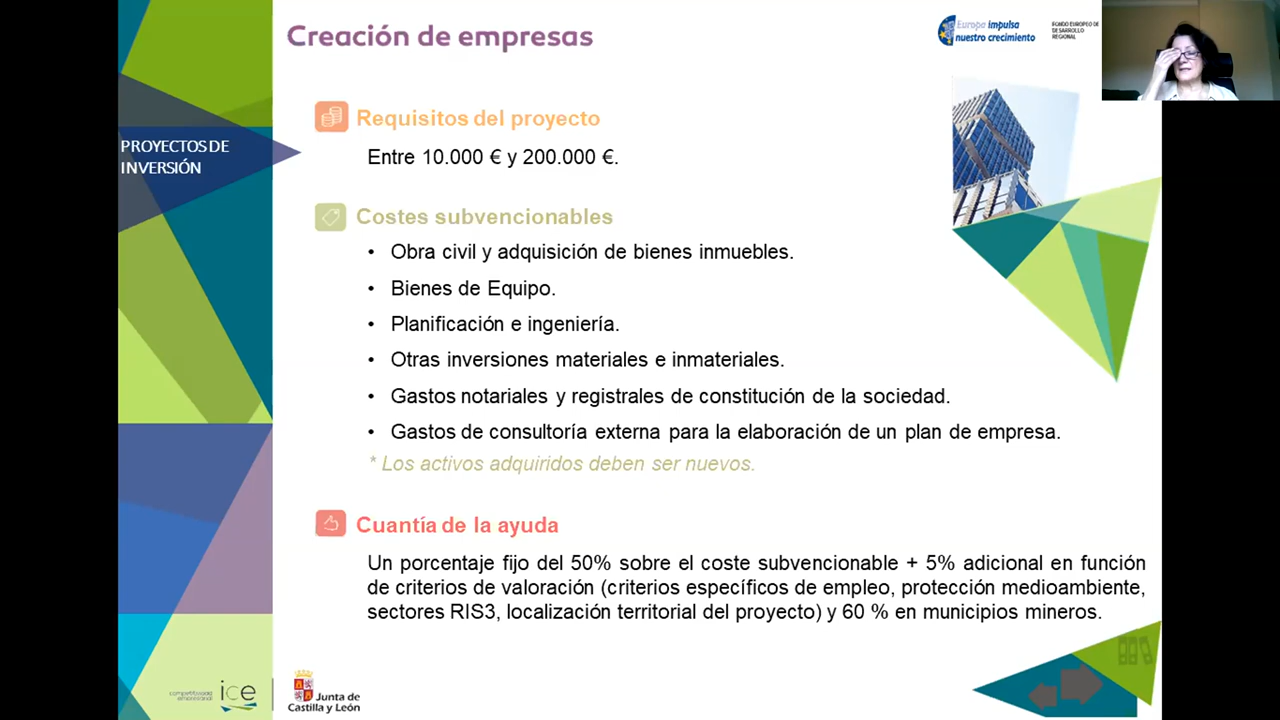 Creación de empresas
Europa impulsa
nuestro crecimiento
FONDO EUROPEO DE
DESARROLLO
REGIONAL
PROYECTOS DE
INVERSIÓN
Requisitos del proyecto
Entre 10.000 € y 200.000 €.
Costes subvencionables
• Obra civil y adquisición de bienes inmuebles.
• Bienes de Equipo.
• Planificación e ingeniería.
• Otras inversiones materiales e inmateriales.
• Gastos notariales y registrales de constitución de la sociedad.
• Gastos de consultoría externa para la elaboración de un plan de empresa.
* Los activos adquiridos deben ser nuevos.
Cuantía de la ayuda
Un porcentaje fijo del 50% sobre el coste subvencionable + 5% adicional en función
de criterios de valoración (criterios específicos de empleo, protección medioambiente,
sectores RIS3, localización territorial del proyecto) y 60 % en municipios mineros.
competitividad
empresarial
ice
Junta de
Castilla y León